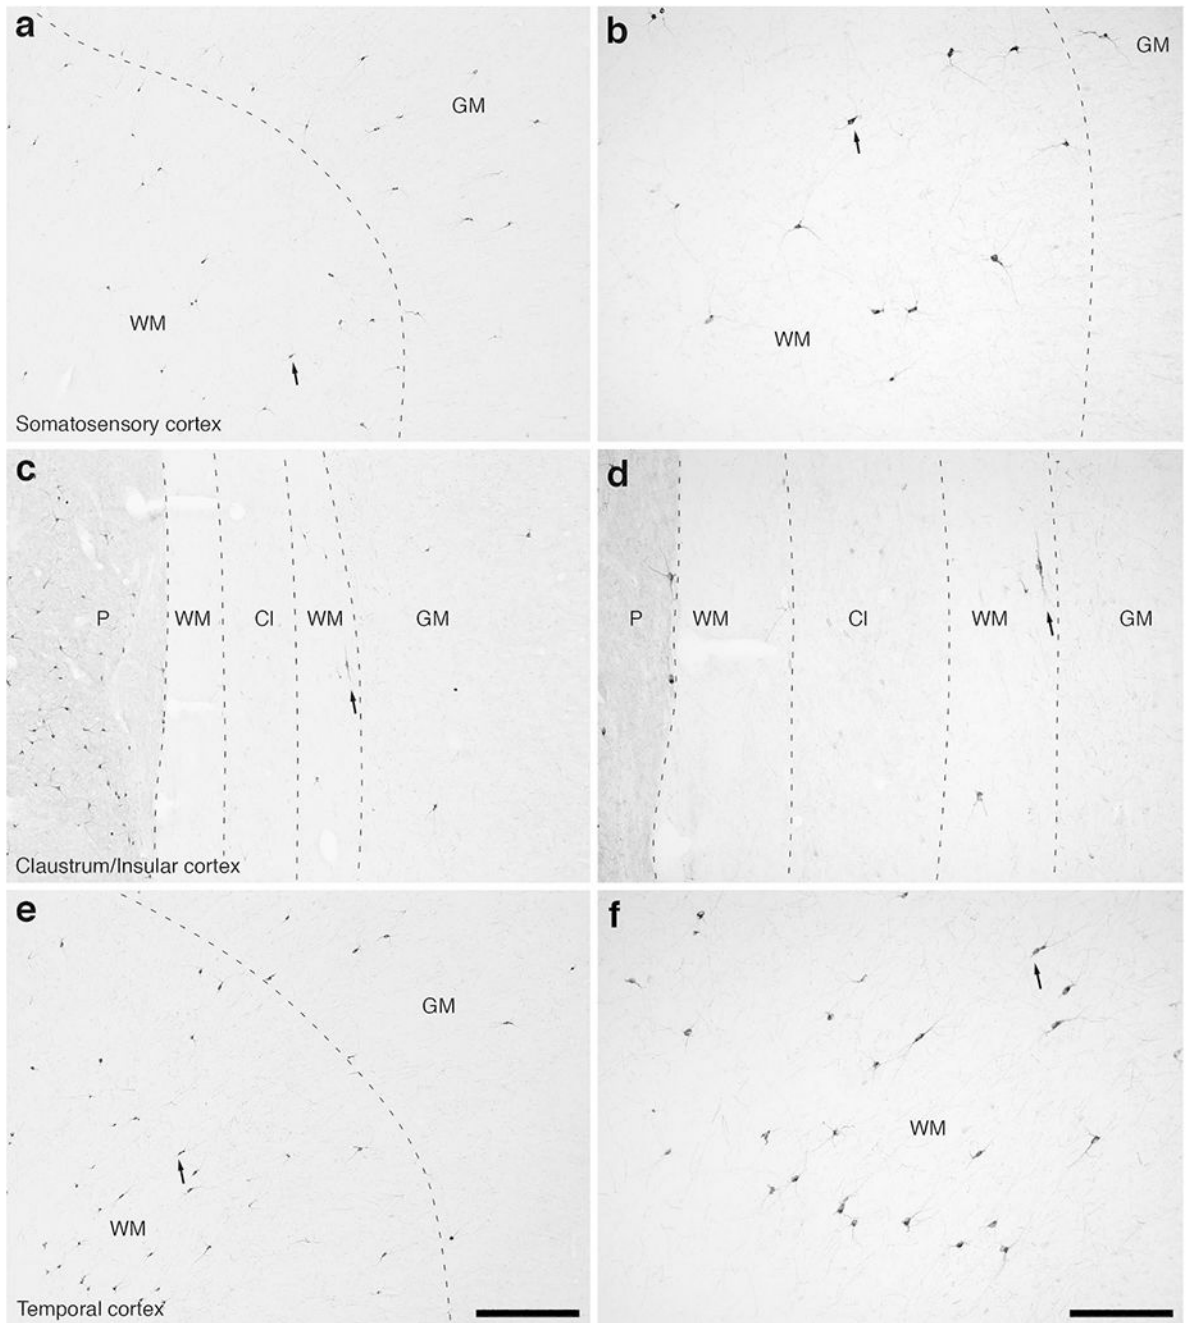 a
GM
WM
Somatosensory cortex
b
GM
WM
c
P
WM
Cl
WM
GM
Claustrum/Insular cortex
d
P
WM
Cl
WM
GM
e
GM
WM
Temporal cortex
f
WM